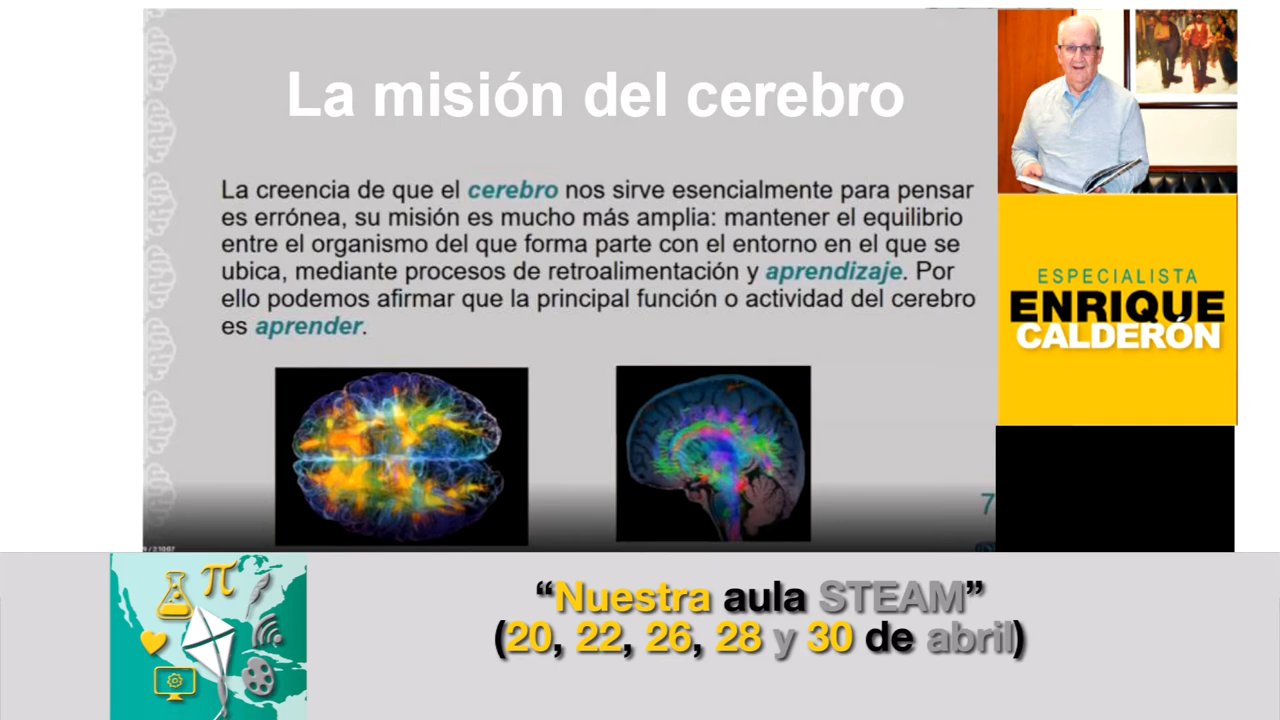 La misión del cerebro
La creencia de que el cerebro nos sirve esencialmente para pensar
es errónea, su misión es mucho más amplia: mantener el equilibrio
entre el organismo del que forma parte con el entorno en el que se
ubica, mediante procesos de retroalimentación y aprendizaje. Por
ello podemos afirmar que la principal función o actividad del cerebro
es aprender.
7
ESPECIALISTA
ENRIQUE
CALDERÓN
π
“Nuestra aula STEAM”
(20, 22, 26, 28 y 30 de abril)